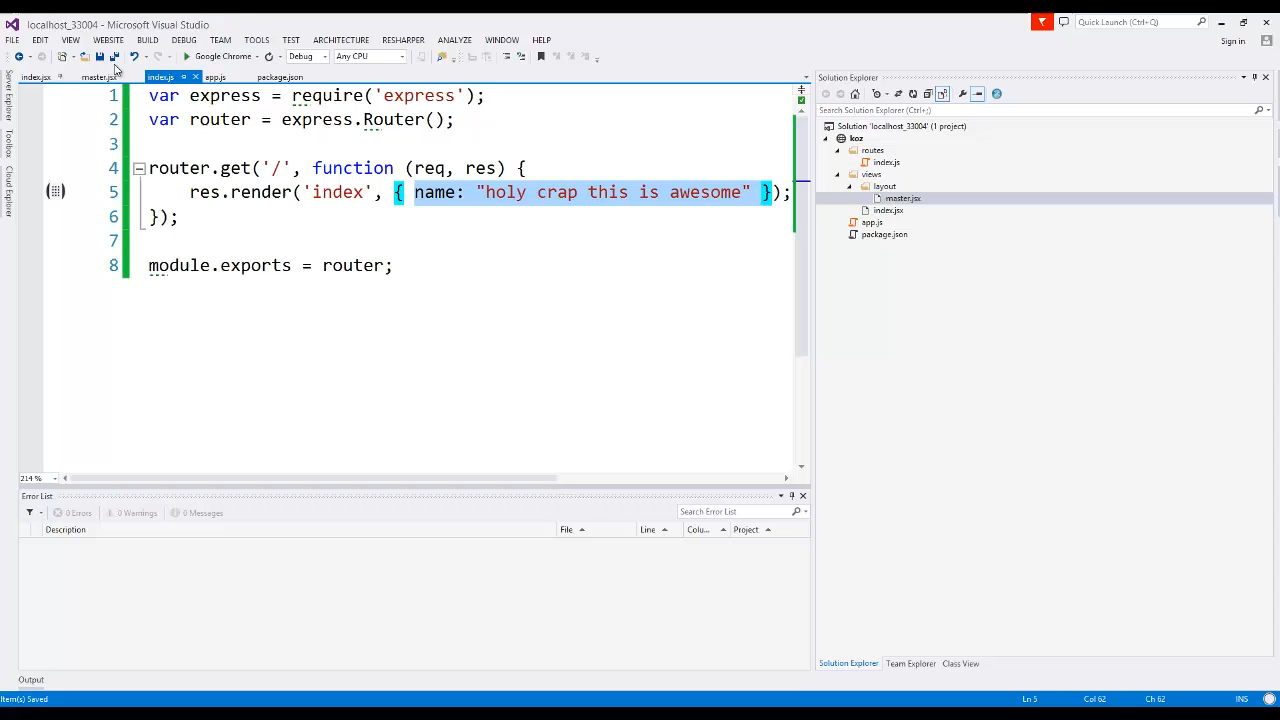 localhost_33004 - Microsoft Visual Studio
Quick Launch (Ctrl+Q)
FILE EDIT VIEW WEBSITE BUILD DEBUG TEAM TOOLS TEST ARCHITECTURE RESHARPER ANALYZE WINDOW HELP
Sign in
Google Chrome Debug Any CPU
index.jsx master.jsx index.js app.js package.json
Solution Explorer
Search Solution Explorer (Ctrl+;)
Solution 'localhost_33004' (1 project)
koz
routes
index.js
views
layout
master.jsx
index.jsx
app.js
package.json
Server Explorer
Toolbox
Cloud Explorer
1 var express = require('express');
2 var router = express.Router();
3
4 router.get('/', function (req, res) {
5 res.render('index', { name: "holy crap this is awesome" });
6 });
7
8 module.exports = router;
214 %
Error List
0 Errors 0 Warnings 0 Messages
Search Error List
Description File Line Colu... Project
Solution Explorer Team Explorer Class View
Output
Item(s) Saved Ln 5 Col 62 Ch 62 INS